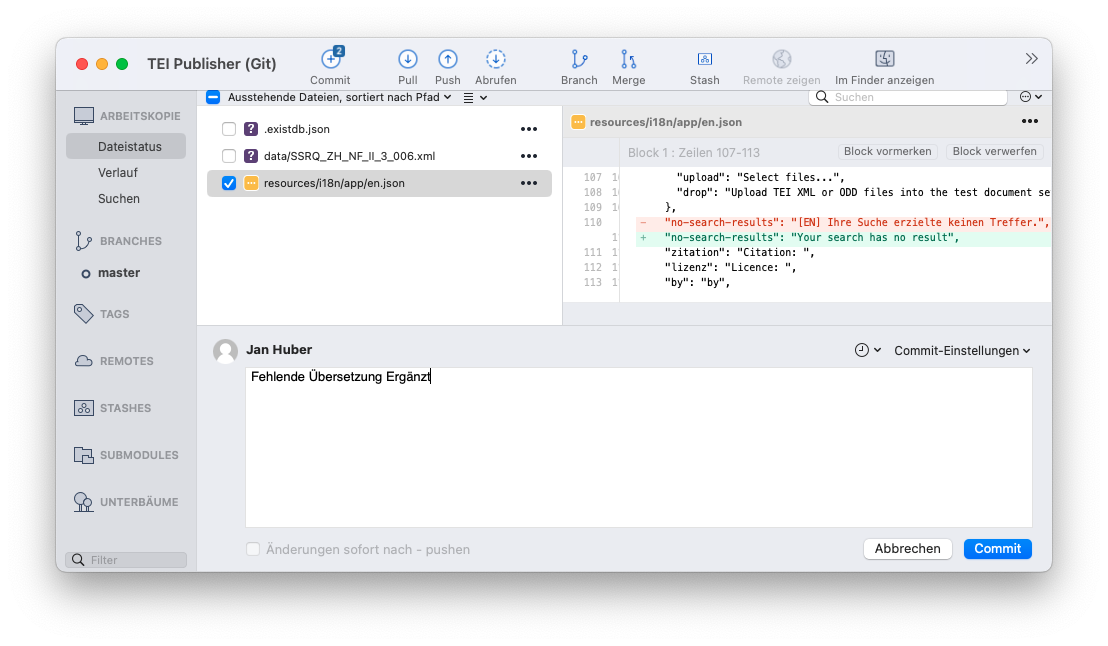 TEI Publisher (Git)
2
Commit
Pull
Push
Abrufen
Branch
Merge
Stash
Remote zeigen
Im Finder anzeigen
ARBEITSKOPIE
Dateistatus
Verlauf
Suchen
BRANCHES
master
TAGS
REMOTES
STASHES
SUBMODULES
UNTERBÄUME
Filter
Ausstehende Dateien, sortiert nach Pfad
Suchen
? .existdb.json
? data/SSRQ_ZH_NF_II_3_006.xml
resources/i18n/app/en.json
resources/i18n/app/en.json
Block 1 : Zeilen 107-113
Block vormerken
Block verwerfen
107 "upload": "Select files...",
108 "drop": "Upload TEI XML or ODD files into the test document se
109 },
110 - "no-search-results": "[EN] Ihre Suche erzielte keinen Treffer.",
+ "no-search-results": "Your search has no result",
111 "zitation": "Citation: ",
112 "lizenz": "Licence: ",
113 "by": "by",
Jan Huber
Commit-Einstellungen
Fehlende Übersetzung Ergänzt
Änderungen sofort nach - pushen
Abbrechen
Commit